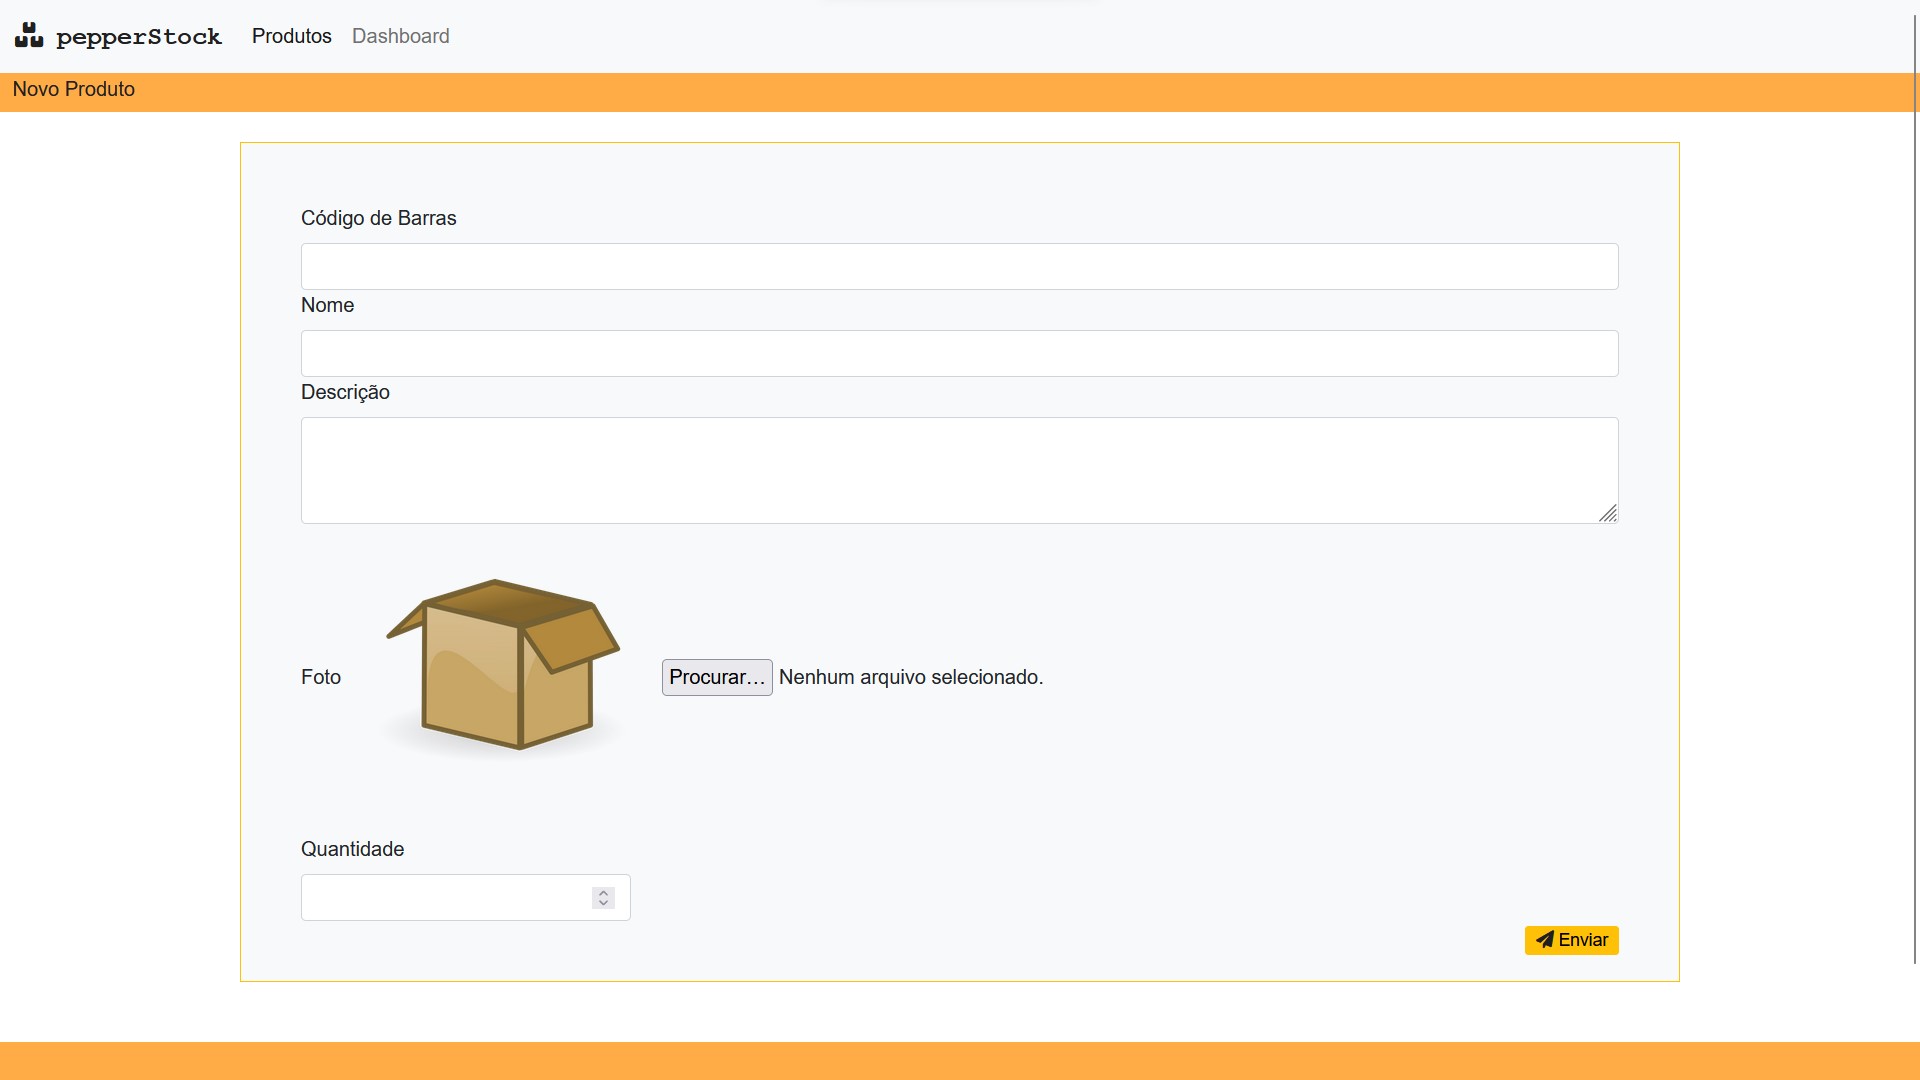 pepperStock Produtos Dashboard
Novo Produto
Código de Barras
Nome
Descrição
Foto Procurar... Nenhum arquivo selecionado.
Quantidade
Enviar